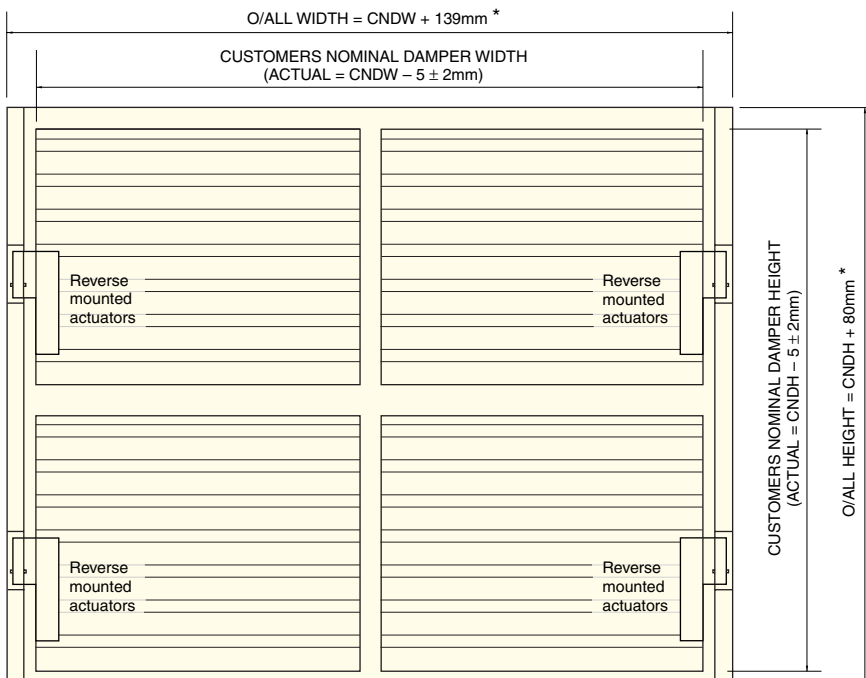 O/ALL WIDTH = CNDW + 139mm *
CUSTOMERS NOMINAL DAMPER WIDTH
(ACTUAL = CNDW – 5 ± 2mm)
Reverse
mounted
actuators
Reverse
mounted
actuators
CUSTOMERS NOMINAL DAMPER HEIGHT
(ACTUAL = CNDH – 5 ± 2mm)
O/ALL HEIGHT = CNDH + 80mm *
Reverse
mounted
actuators
Reverse
mounted
actuators